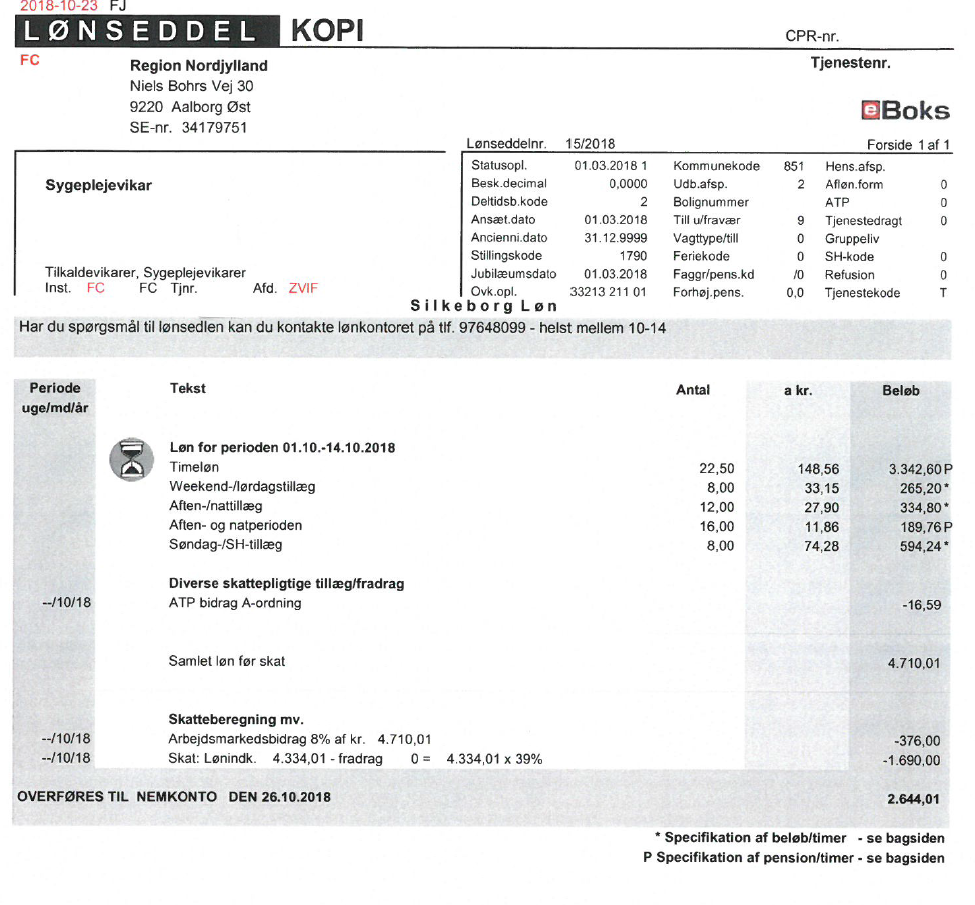 2018-10-23 FJ
LØNSEDDEL KOPI
CPR-nr.
FC
Region Nordjylland
Tjenestenr.
Niels Bohrs Vej 30
9220 Aalborg Øst
SE-nr. 34179751
eBoks
Lønseddelnr. 15/2018 Forside 1 af 1
Sygeplejevikar
Tilkaldevikarer, Sygeplejevikarer
Inst. FC FC Tjnr. Afd. ZVIF
Statusopl. 01.03.2018 1 Kommunekode 851 Hens.afsp.
Besk.decimal 0,0000 Udb.afsp. 2 Afløn.form 0
Deltidsb.kode 2 Bolignummer ATP 0
Ansæt.dato 01.03.2018 Till u/fravær 9 Tjenestedragt 0
Ancienni.dato 31.12.9999 Vagttype/till 0 Gruppeliv
Stillingskode 1790 Feriekode 0 SH-kode 0
Jubilæumsdato 01.03.2018 Faggr/pens.kd /0 Refusion 0
Ovk.opl. 33213 211 01 Forhøj.pens. 0,0 Tjenestekode T
Silkeborg Løn
Har du spørgsmål til lønsedlen kan du kontakte lønkontoret på tlf. 97648099 - helst mellem 10-14
Periode Tekst Antal a kr. Beløb
uge/md/år
Løn for perioden 01.10.-14.10.2018
Timeløn 22,50 148,56 3.342,60 P
Weekend-/lørdagstillæg 8,00 33,15 265,20 *
Aften-/nattillæg 12,00 27,90 334,80 *
Aften- og natperioden 16,00 11,86 189,76 P
Søndag-/SH-tillæg 8,00 74,28 594,24 *
Diverse skattepligtige tillæg/fradrag
--/10/18 ATP bidrag A-ordning -16,59
Samlet løn før skat 4.710,01
Skatteberegning mv.
--/10/18 Arbejdsmarkedsbidrag 8% af kr. 4.710,01 -376,00
--/10/18 Skat: Lønindk. 4.334,01 - fradrag 0 = 4.334,01 x 39% -1.690,00
OVERFØRES TIL NEMKONTO DEN 26.10.2018 2.644,01
* Specifikation af beløb/timer - se bagsiden
P Specifikation af pension/timer - se bagsiden